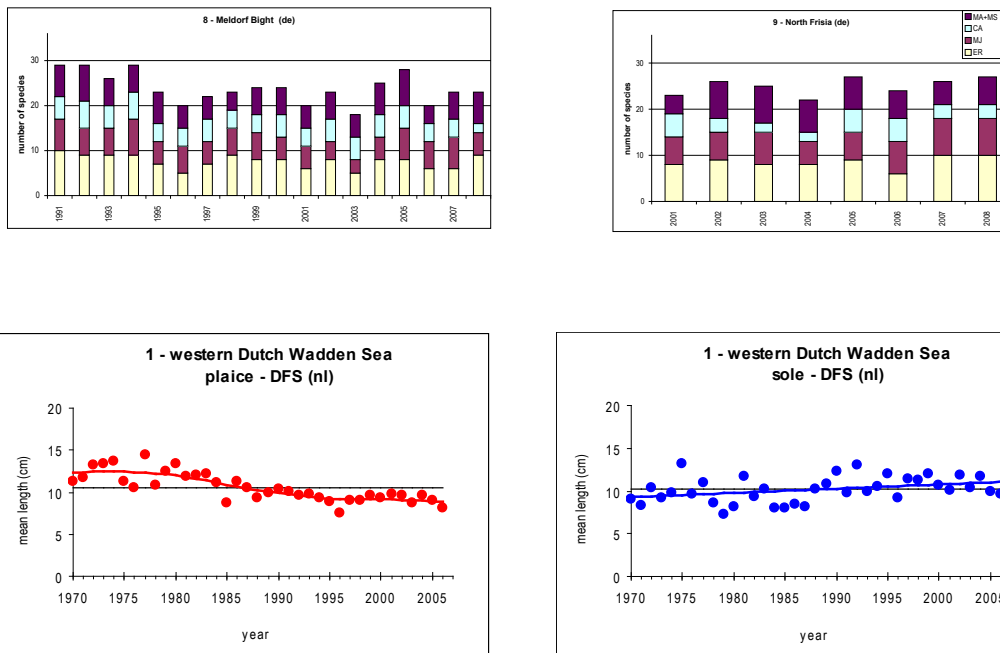 8 - Meldorf Bight (de)
number of species
30
20
10
0
1991
1993
1995
1997
1999
2001
2003
2005
2007
9 - North Frisia (de)
MA+MS
CA
MJ
ER
number of species
30
20
10
0
2001
2002
2003
2004
2005
2006
2007
2008
1 - western Dutch Wadden Sea
plaice - DFS (nl)
mean length (cm)
20
15
10
5
0
1970 1975 1980 1985 1990 1995 2000 2005
year
1 - western Dutch Wadden Sea
sole - DFS (nl)
mean length (cm)
20
15
10
5
0
1970 1975 1980 1985 1990 1995 2000 2005
year